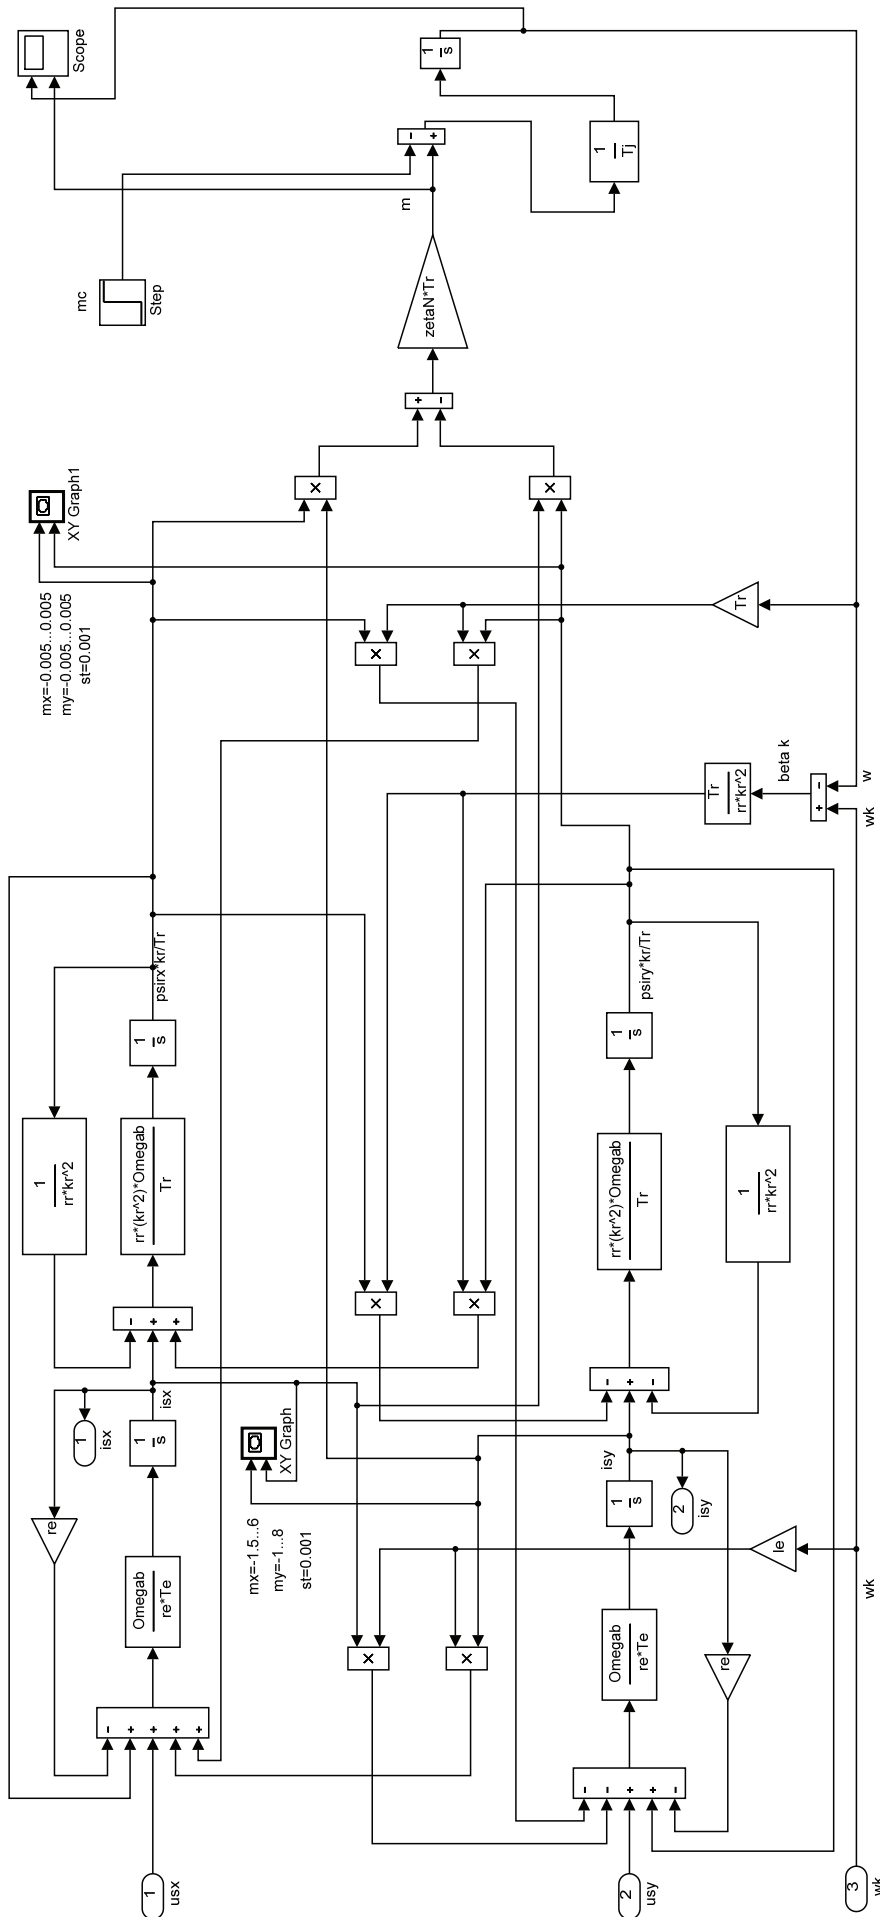 1
usx
-
+
+
+
+
re
Omegab
re*Te
1
s
isx
1
isx
-
+
+
1
rr*kr^2
rr*(kr^2)*Omegab
Tr
1
s
psirx*kr/Tr
mx=-0.005...0.005
my=-0.005...0.005
st=0.001
XY Graph1
mc
Step
Scope
mx=-1.5...6
my=-1...8
st=0.001
XY Graph
×
×
×
×
×
×
×
×
+
-
zetaN*Tr
m
-
+
1
Tj
1
s
2
usy
-
-
+
+
-
Omegab
re*Te
re
1
s
isy
2
isy
-
+
-
rr*(kr^2)*Omegab
Tr
1
rr*kr^2
1
s
psiry*kr/Tr
le
Tr
rr*kr^2
beta k
+
-
Tr
3
wk
wk
wk
w